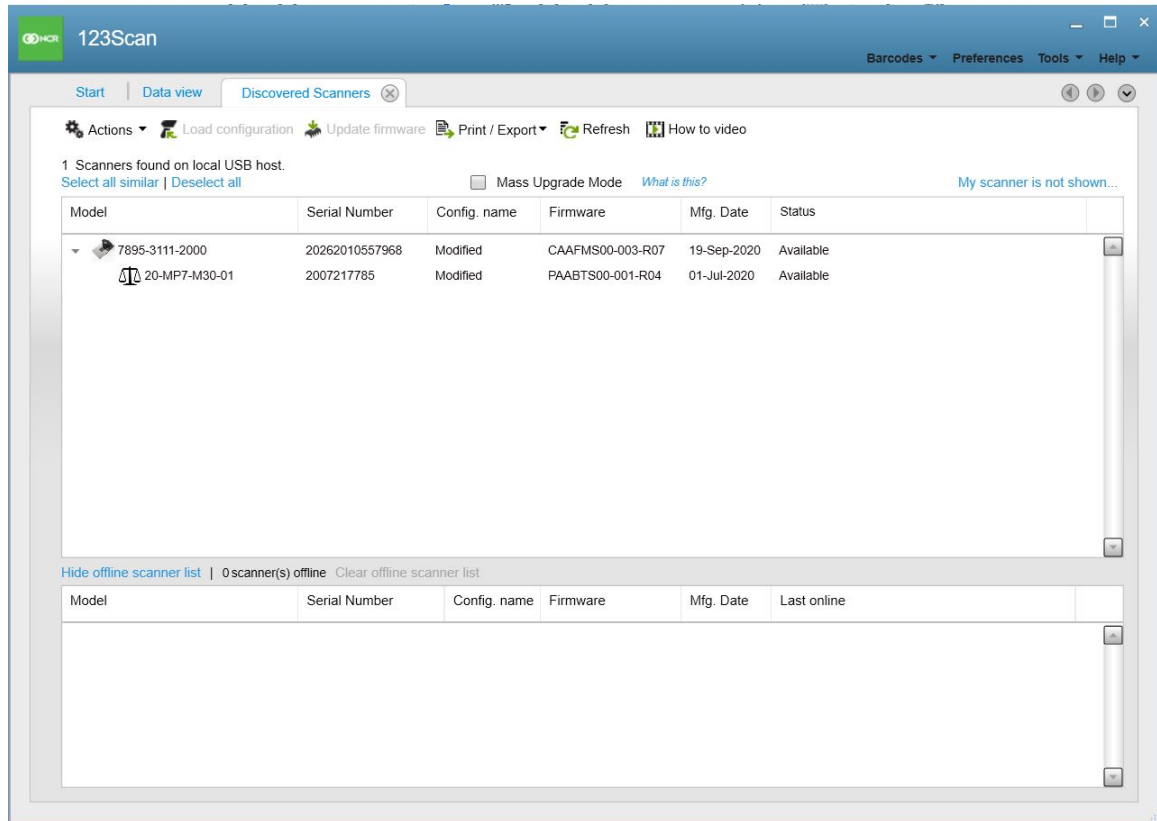 NCR 123Scan
Barcodes Preferences Tools Help
Start Data view Discovered Scanners
Actions Load configuration Update firmware Print / Export Refresh How to video
1 Scanners found on local USB host.
Select all similar | Deselect all Mass Upgrade Mode What is this? My scanner is not shown...
Model Serial Number Config. name Firmware Mfg. Date Status
7895-3111-2000 20262010557968 Modified CAAFMS00-003-R07 19-Sep-2020 Available
20-MP7-M30-01 2007217785 Modified PAABTS00-001-R04 01-Jul-2020 Available
Hide offline scanner list | 0 scanner(s) offline Clear offline scanner list
Model Serial Number Config. name Firmware Mfg. Date Last online